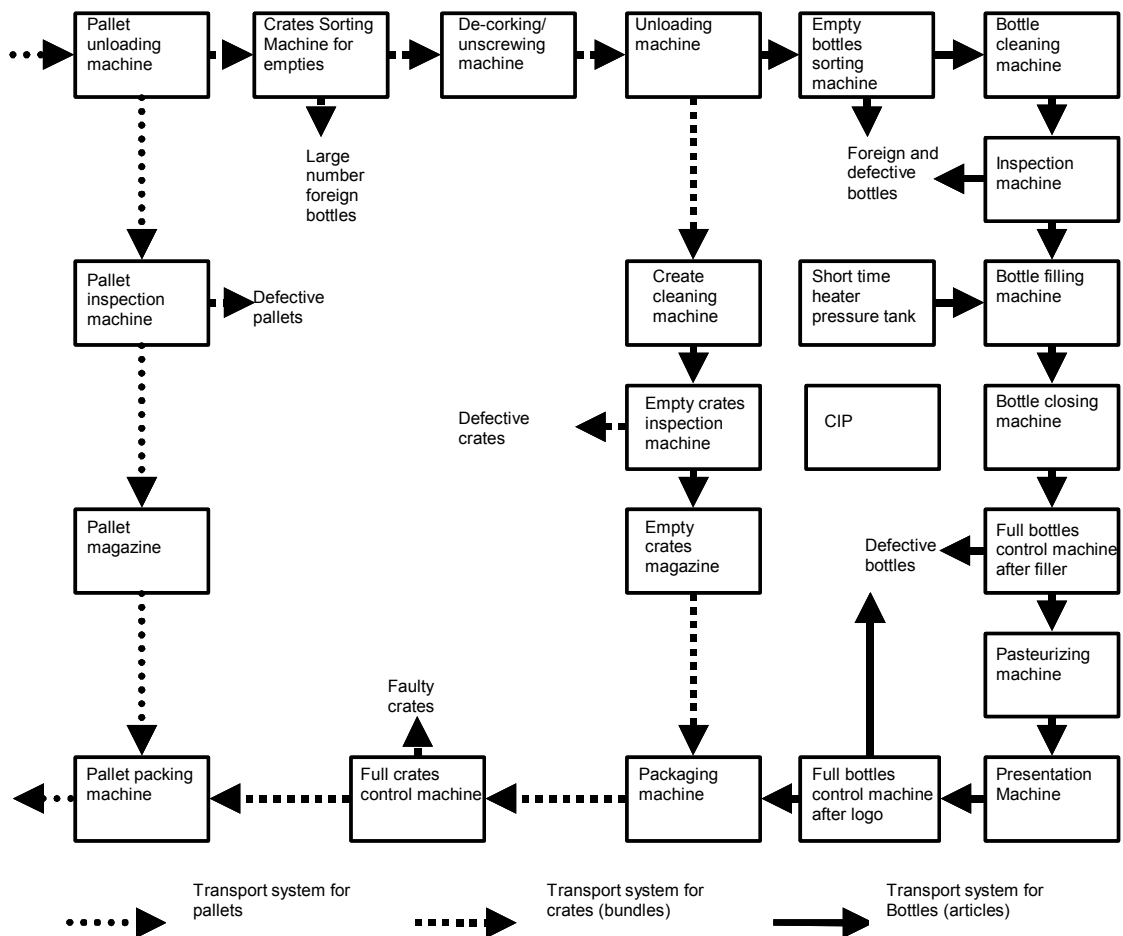 Pallet
unloading
machine
Crates Sorting
Machine for
empties
De-corking/
unscrewing
machine
Unloading
machine
Empty
bottles
sorting
machine
Bottle
cleaning
machine
Large
number
foreign
bottles
Foreign and
defective
bottles
Inspection
machine
Pallet
inspection
machine
Defective
pallets
Create
cleaning
machine
Short time
heater
pressure tank
Bottle filling
machine
Defective
crates
Empty crates
inspection
machine
CIP
Bottle closing
machine
Pallet
magazine
Empty
crates
magazine
Defective
bottles
Full bottles
control machine
after filler
Pasteurizing
machine
Faulty
crates
Pallet packing
machine
Full crates
control machine
Packaging
machine
Full bottles
control machine
after logo
Presentation
Machine
Transport system for
pallets
Transport system for
crates (bundles)
Transport system for
Bottles (articles)